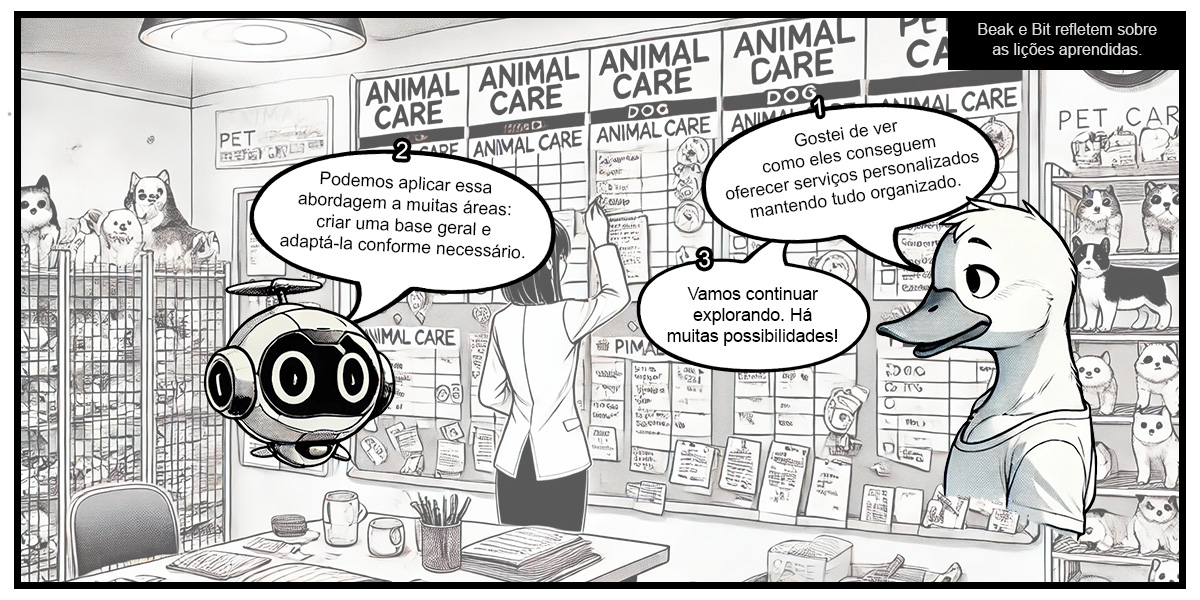 Beak e Bit refletem sobre
as lições aprendidas.
1
Gostei de ver
como eles conseguem
oferecer serviços personalizados
mantendo tudo organizado.
2
Podemos aplicar essa
abordagem a muitas áreas:
criar uma base geral e
adaptá-la conforme necessário.
3
Vamos continuar
explorando. Há
muitas possibilidades!
ANIMAL
CARE
ANIMAL CARE
ANIMAL
CARE
ANIMAL CARE
ANIMAL
CARE
DOG
ANIMAL CARE
ANIMAL
CARE
DOG
ANIMAL CARE
PET
PET CAR
ANIMAL CARE
PIMAL